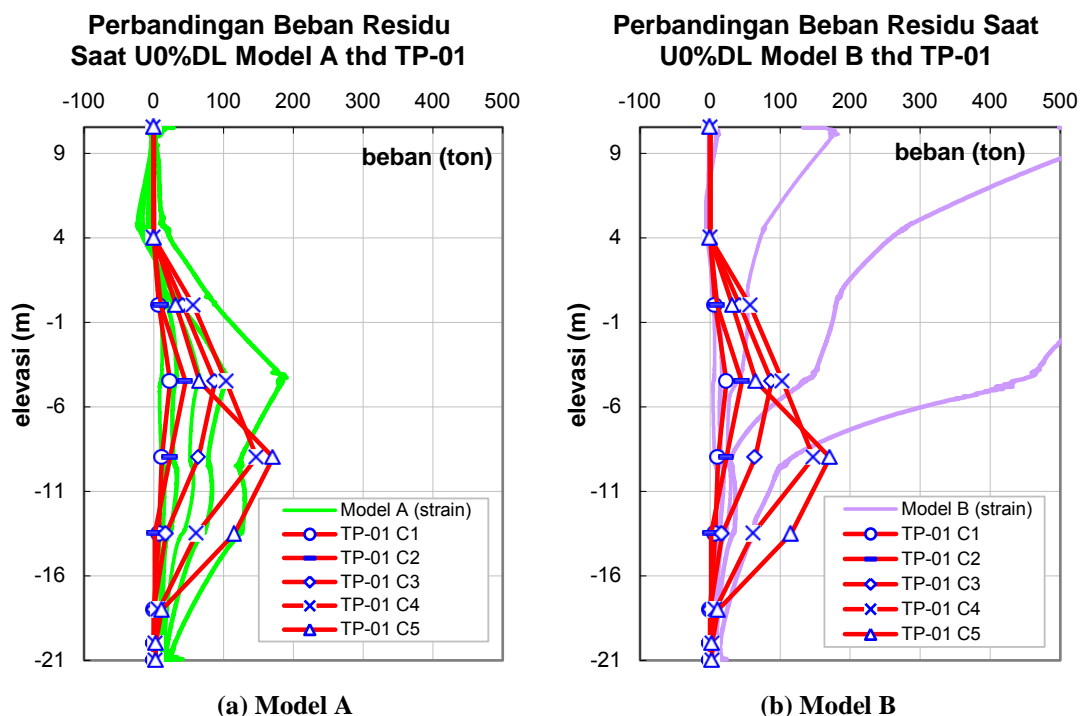 Perbandingan Beban Residu
Saat U0%DL Model A thd TP-01
-100 0 100 200 300 400 500
beban (ton)
elevasi (m)
9
4
-1
-6
-11
-16
-21
Model A (strain)
TP-01 C1
TP-01 C2
TP-01 C3
TP-01 C4
TP-01 C5
(a) Model A
Perbandingan Beban Residu Saat
U0%DL Model B thd TP-01
-100 0 100 200 300 400 500
beban (ton)
elevasi (m)
9
4
-1
-6
-11
-16
-21
Model B (strain)
TP-01 C1
TP-01 C2
TP-01 C3
TP-01 C4
TP-01 C5
(b) Model B